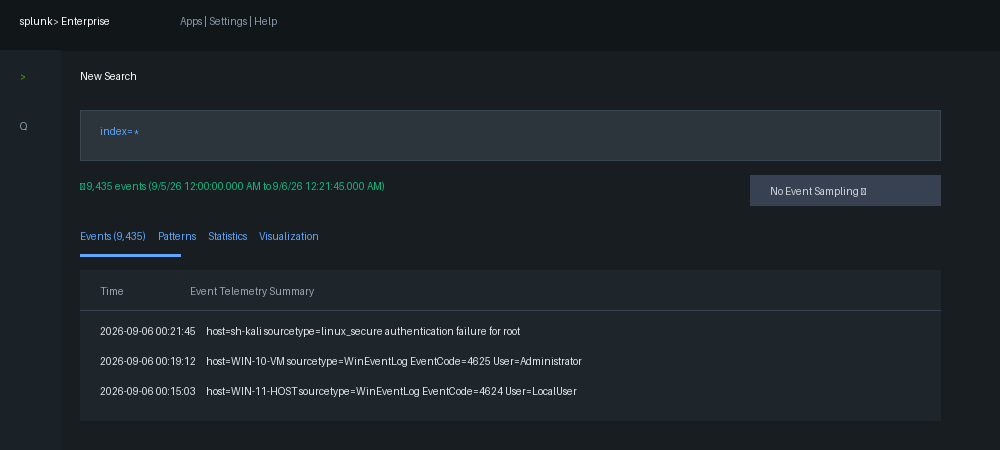 splunk> Enterprise Apps | Settings | Help
> New Search
Q
index=*
9,435 events (9/5/26 12:00:00.000 AM to 9/6/26 12:21:45.000 AM) No Event Sampling
Events (9,435) Patterns Statistics Visualization
Time Event Telemetry Summary
2026-09-06 00:21:45 host=sh-kali sourcetype=linux_secure authentication failure for root
2026-09-06 00:19:12 host=WIN-10-VM sourcetype=WinEventLog EventCode=4625 User=Administrator
2026-09-06 00:15:03 host=WIN-11-HOST sourcetype=WinEventLog EventCode=4624 User=LocalUser